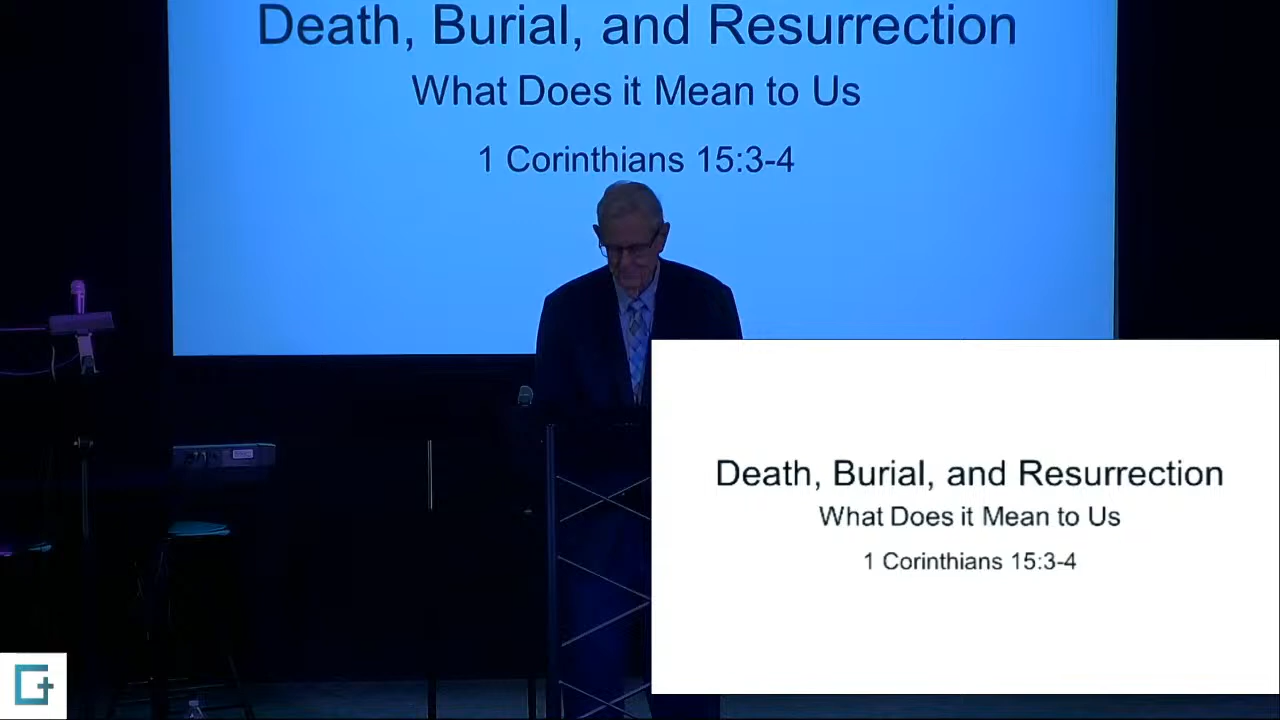 Death, Burial, and Resurrection
What Does it Mean to Us
1 Corinthians 15:3-4
Death, Burial, and Resurrection
What Does it Mean to Us
1 Corinthians 15:3-4